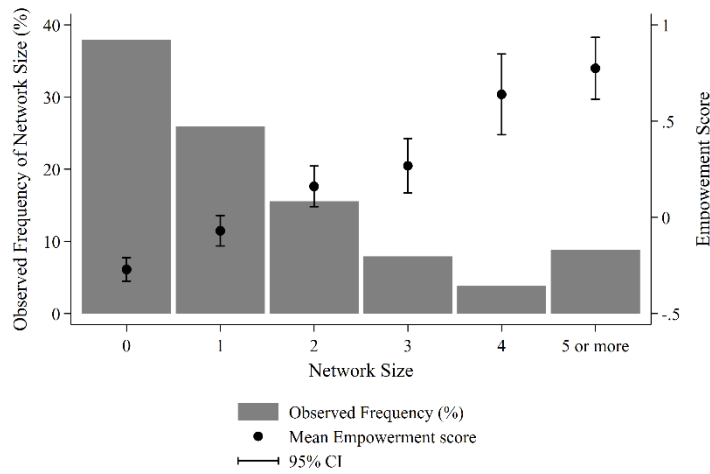 Observed Frequency of Network Size (%)
40
30
20
10
0
1
.5
0
-.5
Empowement Score
0 1 2 3 4 5 or more
Network Size
Observed Frequency (%)
Mean Empowerment score
95% CI